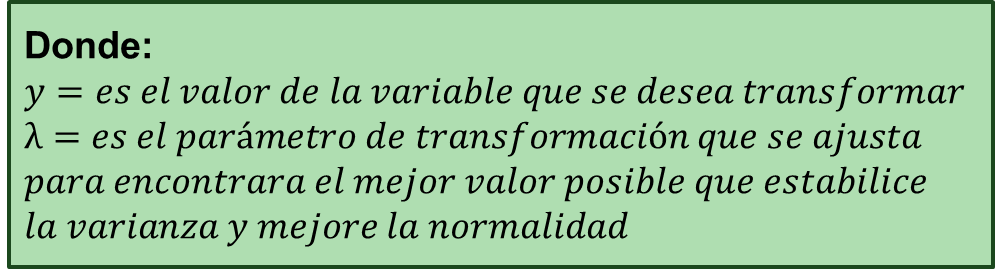 Donde:
y = es el valor de la variable que se desea transformar
λ = es el parámetro de transformación que se ajusta
para encontrara el mejor valor posible que estabilice
la varianza y mejore la normalidad